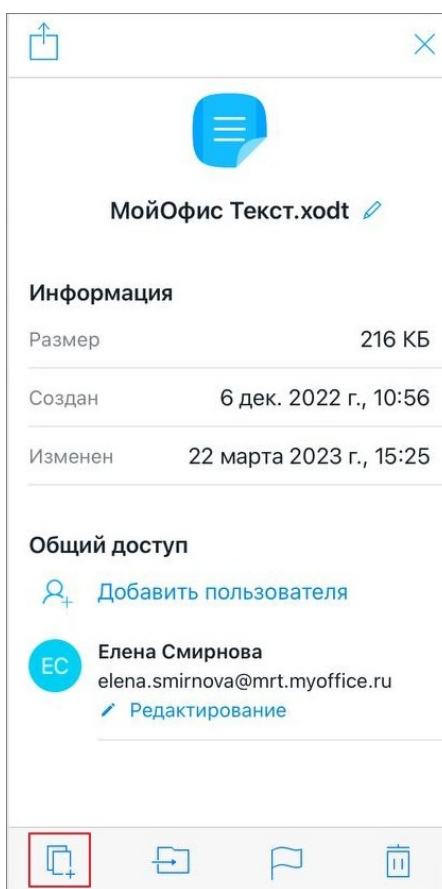 МойОфис Текст.xodt
Информация
Размер 216 КБ
Создан 6 дек. 2022 г., 10:56
Изменен 22 марта 2023 г., 15:25
Общий доступ
Добавить пользователя
ЕС
Елена Смирнова
elena.smirnova@mrt.myoffice.ru
Редактирование